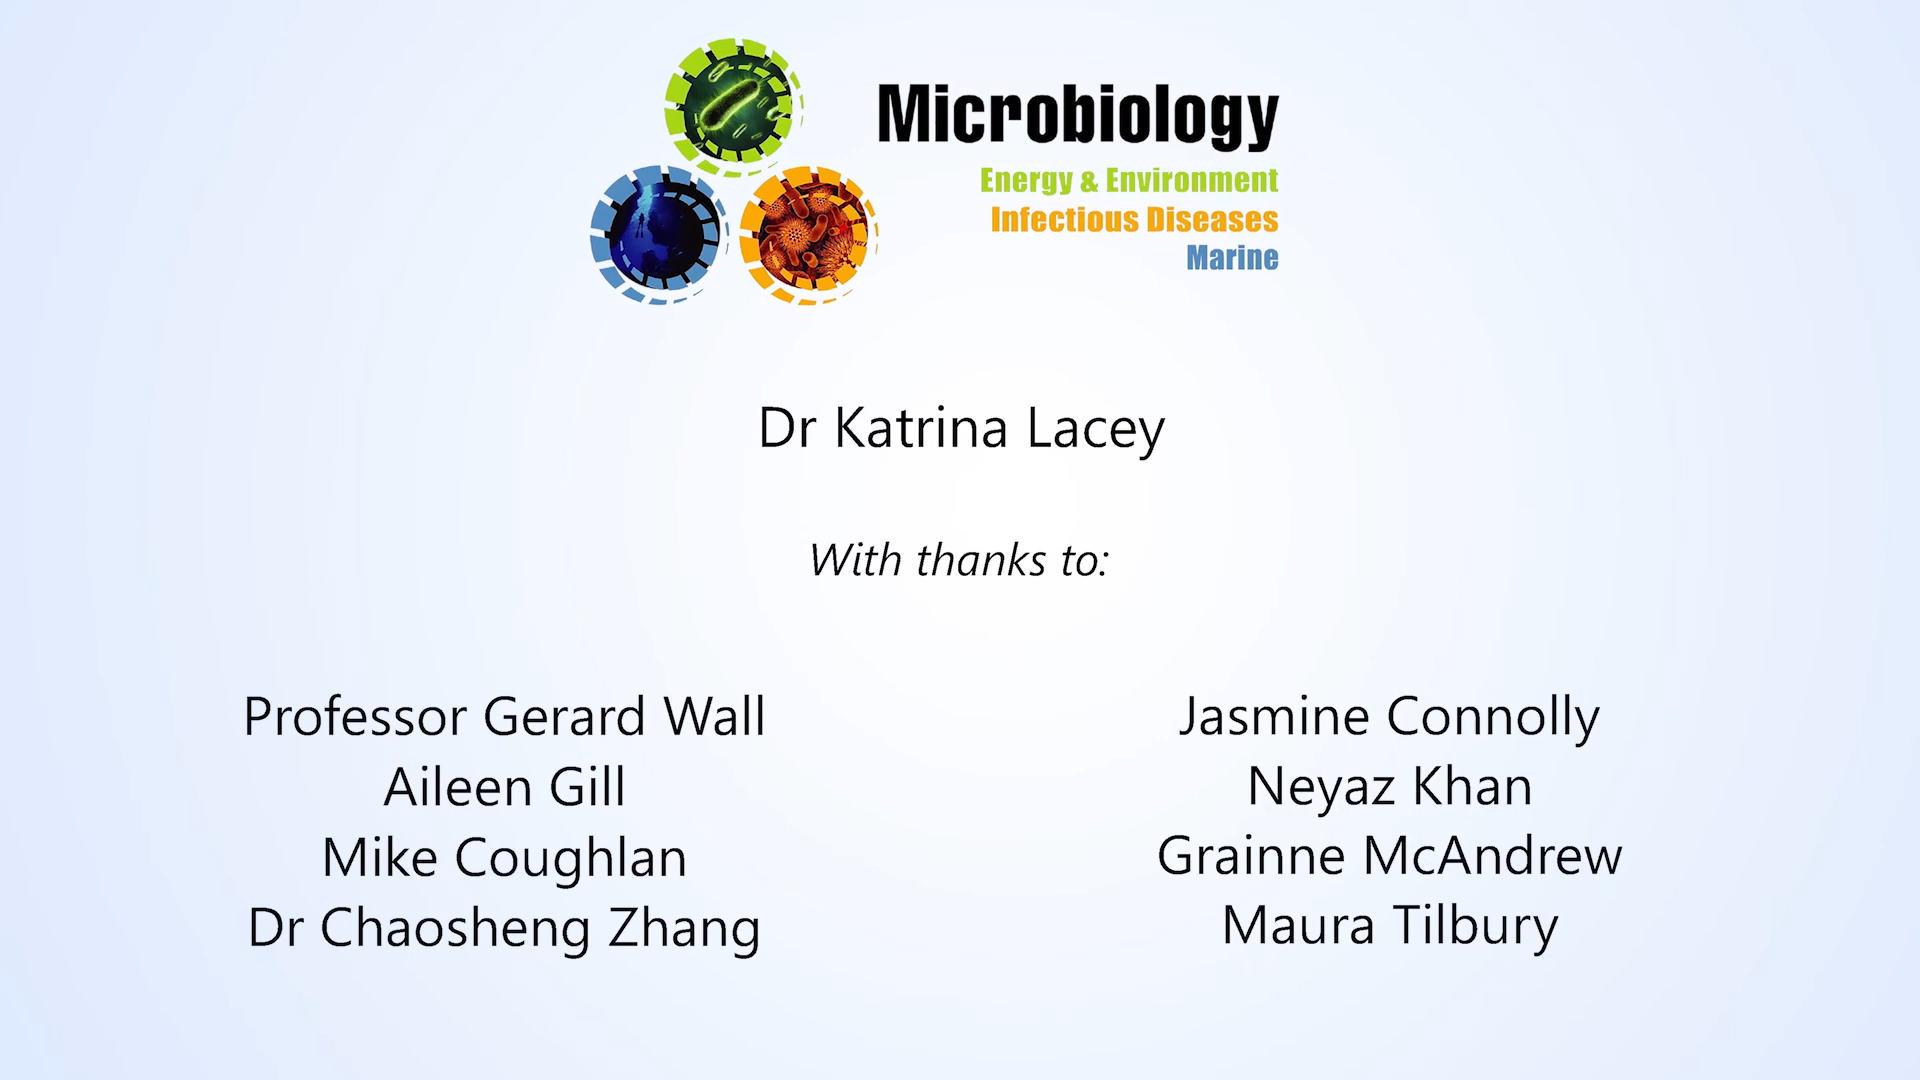 Microbiology
Energy & Environment
Infectious Diseases
Marine
Dr Katrina Lacey
With thanks to:
Professor Gerard Wall
Aileen Gill
Mike Coughlan
Dr Chaosheng Zhang
Jasmine Connolly
Neyaz Khan
Grainne McAndrew
Maura Tilbury